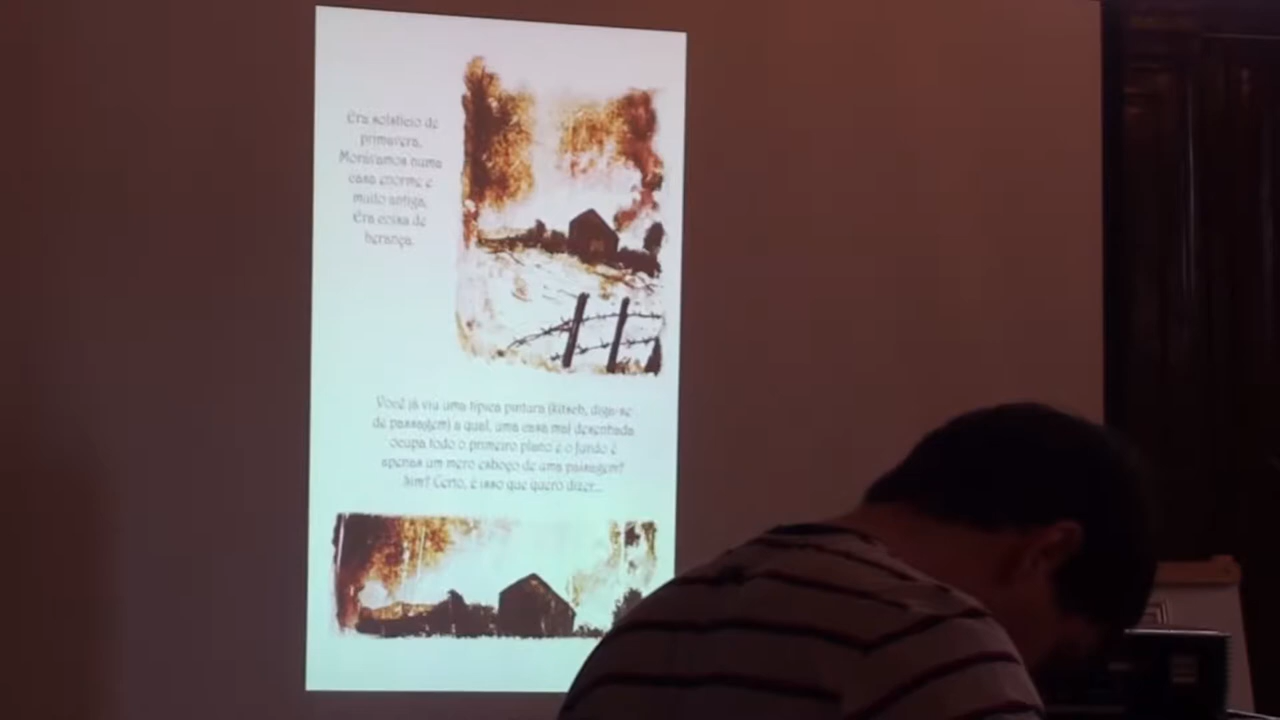 Era solstício de
primavera.
Morávamos numa
casa enorme e
muito antiga.
Era coisa de
herança.
Você já viu uma típica pintura (kitsch, diga-se
de passagem) a qual, uma casa mal desenhada
ocupa todo o primeiro plano e o fundo é
apenas um mero esboço de uma paisagem?
Sim? Certo, é isso que quero dizer...